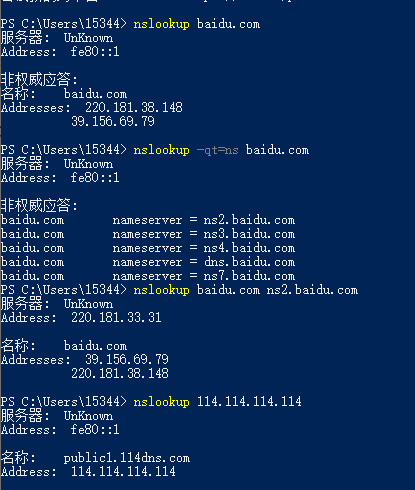 PS C:\Users\15344> nslookup baidu.com
服务器:  UnKnown
Address:  fe80::1

非权威应答:
名称:    baidu.com
Addresses:  220.181.38.148
          39.156.69.79

PS C:\Users\15344> nslookup -qt=ns baidu.com
服务器:  UnKnown
Address:  fe80::1

非权威应答:
baidu.com       nameserver = ns2.baidu.com
baidu.com       nameserver = ns3.baidu.com
baidu.com       nameserver = ns4.baidu.com
baidu.com       nameserver = dns.baidu.com
baidu.com       nameserver = ns7.baidu.com
PS C:\Users\15344> nslookup baidu.com ns2.baidu.com
服务器:  UnKnown
Address:  220.181.33.31

名称:    baidu.com
Addresses:  39.156.69.79
          220.181.38.148

PS C:\Users\15344> nslookup 114.114.114.114
服务器:  UnKnown
Address:  fe80::1

名称:    public1.114dns.com
Address:  114.114.114.114